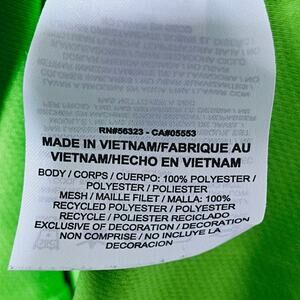 RN#56323 - CA#05553
MADE IN VIETNAM/FABRIQUE AU
VIETNAM/HECHO EN VIETNAM
BODY / CORPS / CUERPO: 100% POLYESTER
/ POLYESTER / POLIESTER
MESH / MAILLE FILET / MALLA: 100%
RECYCLED POLYESTER / POLYESTER
RECYCLE / POLIESTER RECICLADO
EXCLUSIVE OF DECORATION / DECORATION
NON COMPRISE / NO INCLUYE LA
DECORACION